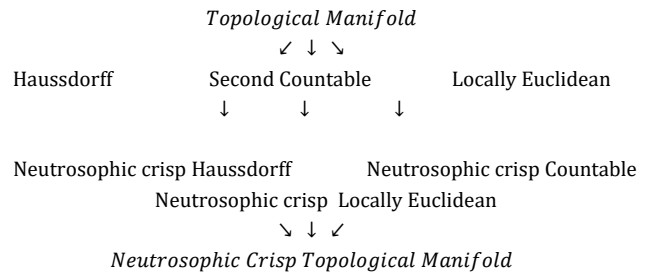 Topological Manifold
↙ ↓ ↘
Haussdorff Second Countable Locally Euclidean
↓ ↓ ↓
Neutrosophic crisp Haussdorff Neutrosophic crisp Countable
Neutrosophic crisp Locally Euclidean
↘ ↓ ↙
Neutrosophic Crisp Topological Manifold